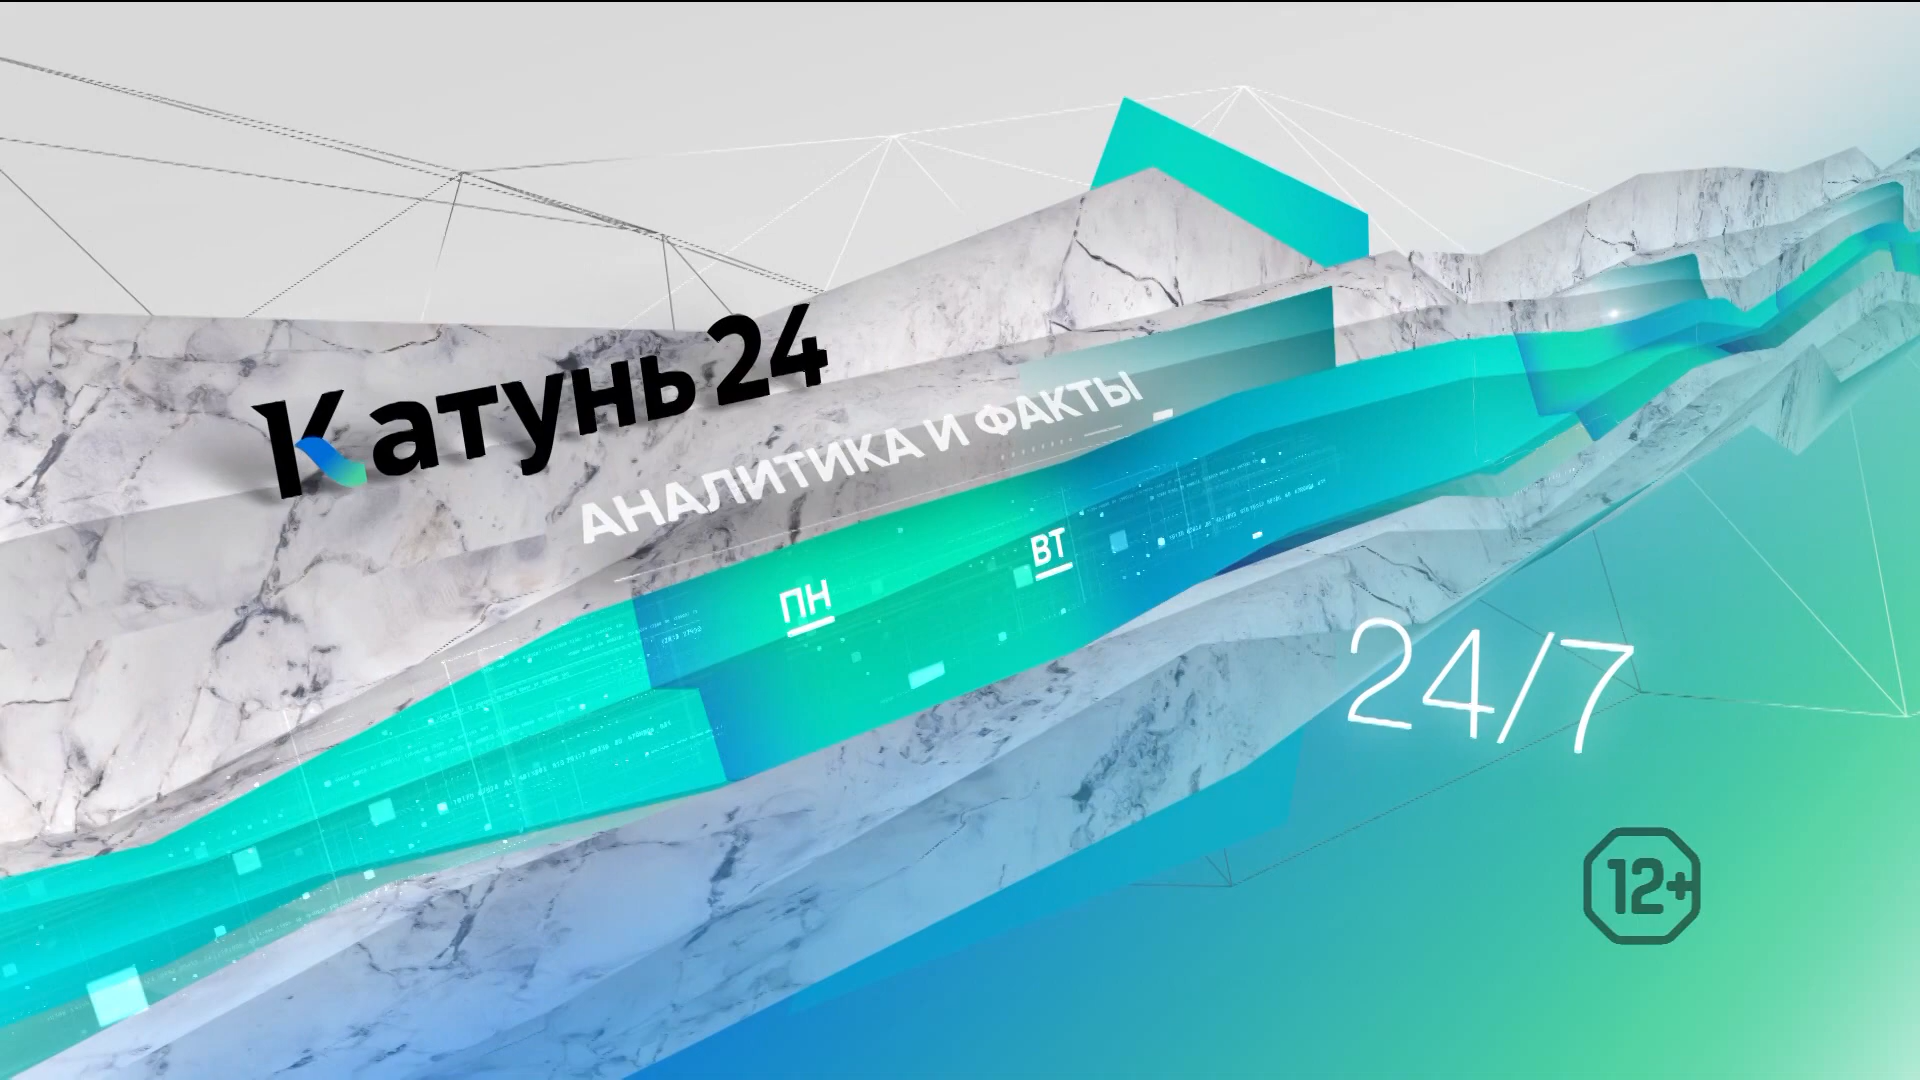 Катунь 24
АНАЛИТИКА И ФАКТЫ
ПН
ВТ
24/7
12+